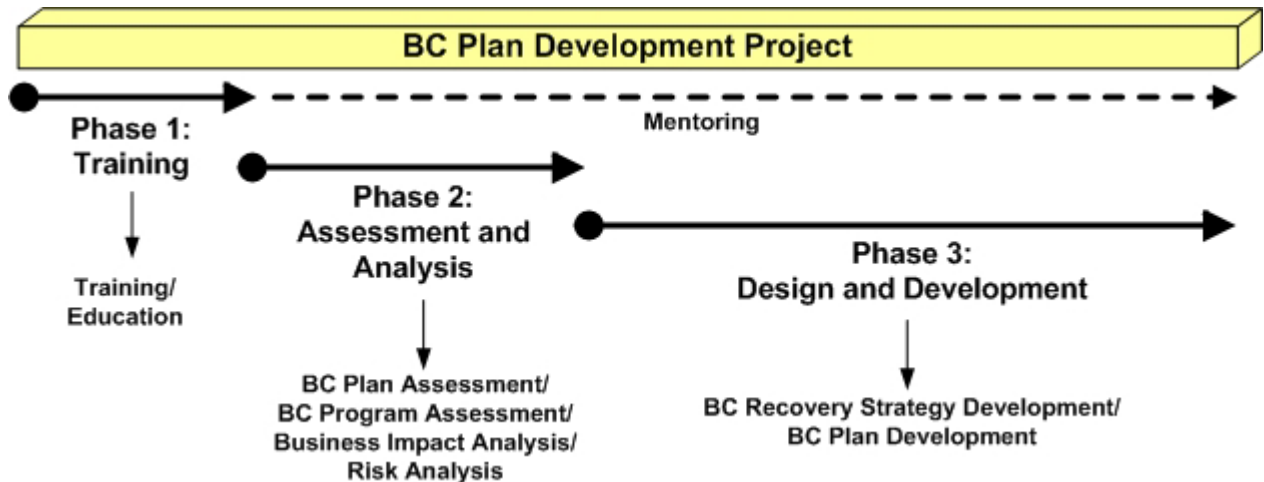 BC Plan Development Project
Mentoring
Phase 1:
Training
Training/
Education
Phase 2:
Assessment and
Analysis
BC Plan Assessment/
BC Program Assessment/
Business Impact Analysis/
Risk Analysis
Phase 3:
Design and Development
BC Recovery Strategy Development/
BC Plan Development